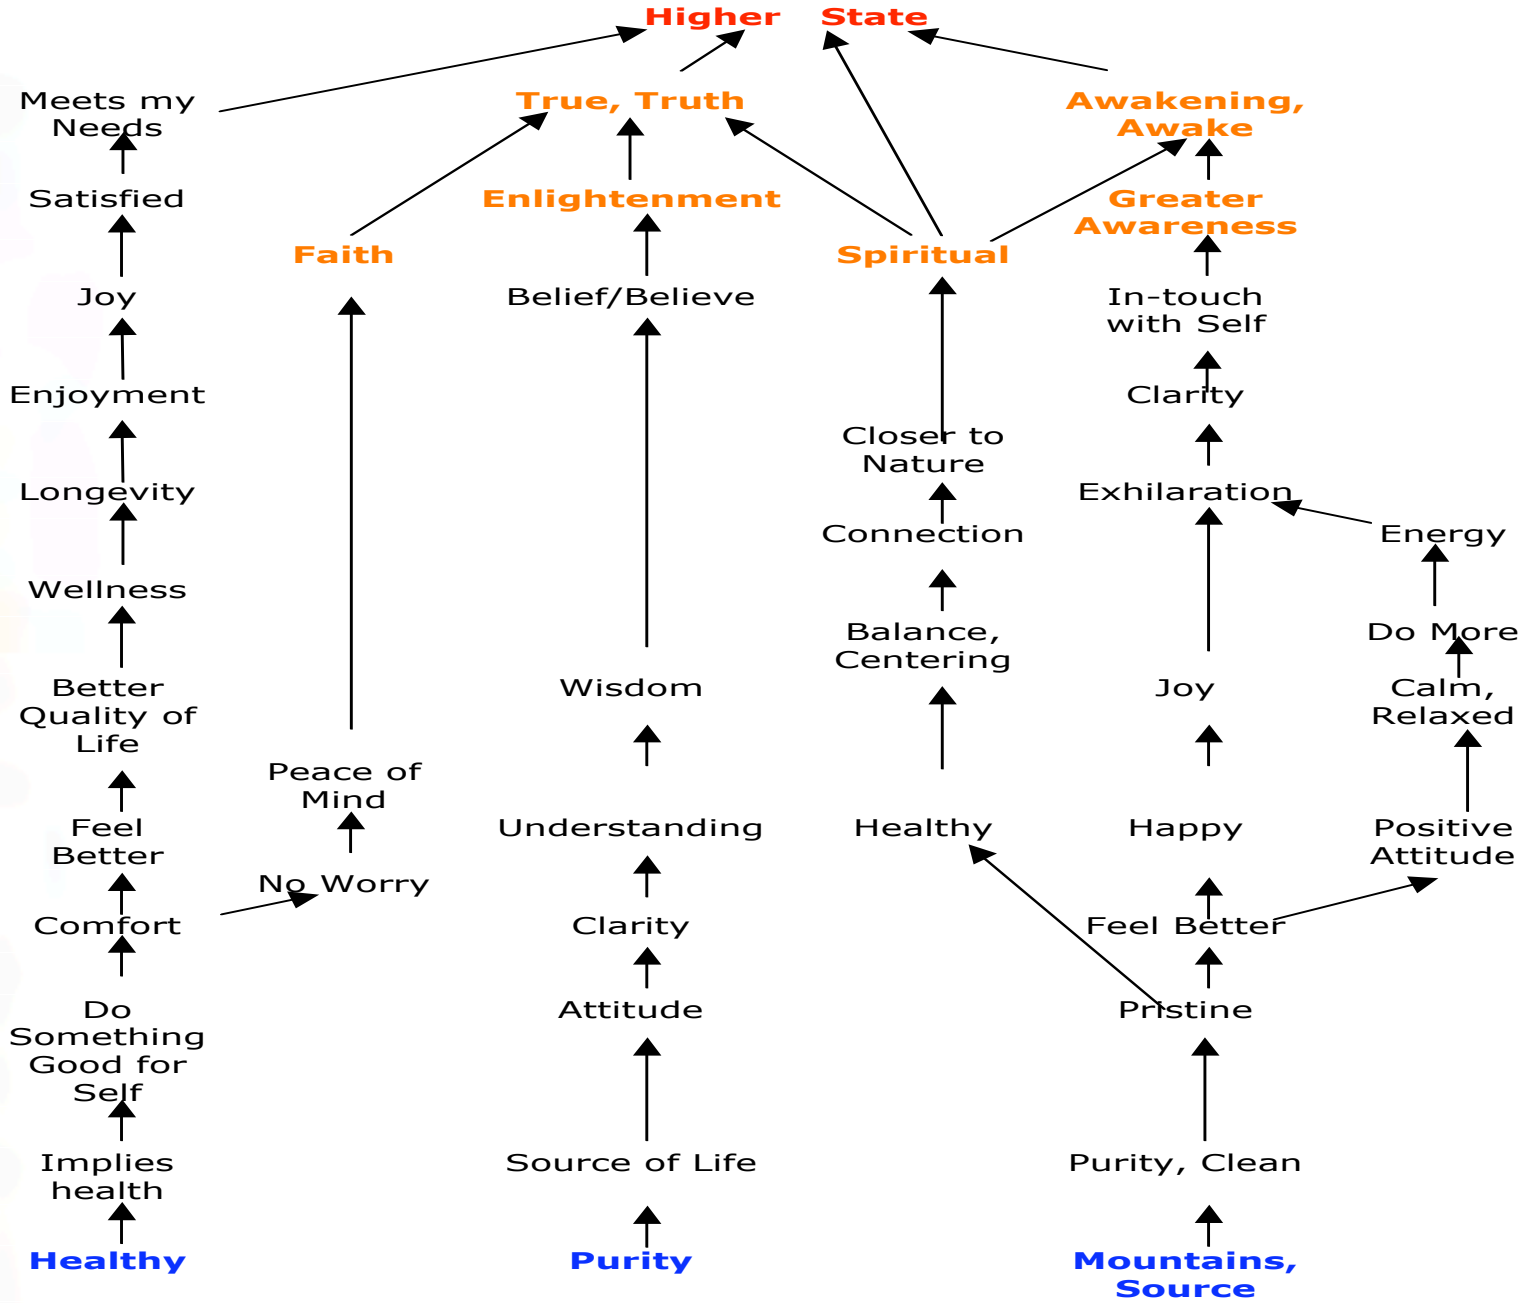 Higher State
Meets my
Needs
True, Truth
Awakening,
Awake
Satisfied
Enlightenment
Greater
Awareness
Faith
Spiritual
Joy
Belief/Believe
In-touch
with Self
Enjoyment
Clarity
Closer to
Nature
Longevity
Exhilaration
Connection
Energy
Wellness
Balance,
Centering
Do More
Better
Quality of
Life
Wisdom
Joy
Calm,
Relaxed
Peace of
Mind
Feel
Better
Understanding
Healthy
Happy
Positive
Attitude
No Worry
Comfort
Clarity
Feel Better
Do
Something
Good for
Self
Attitude
Pristine
Implies
health
Source of Life
Purity, Clean
Healthy
Purity
Mountains,
Source